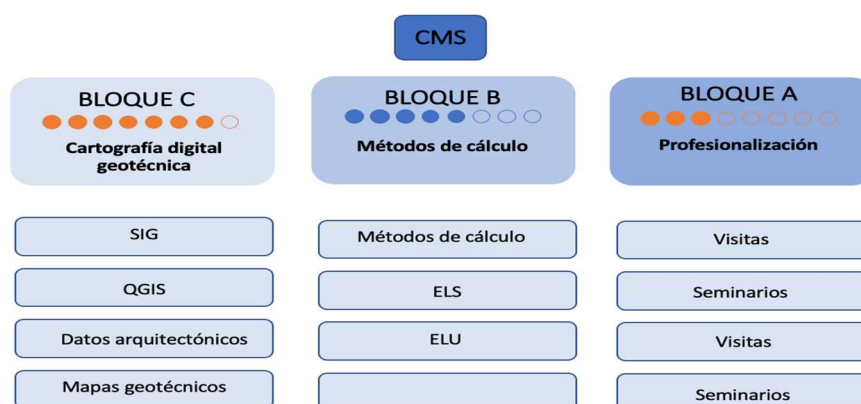 CMS
BLOQUE C
Cartografía digital
geotécnica
SIG
QGIS
Datos arquitectónicos
Mapas geotécnicos
BLOQUE B
Métodos de cálculo
Métodos de cálculo
ELS
ELU
BLOQUE A
Profesionalización
Visitas
Seminarios
Visitas
Seminarios